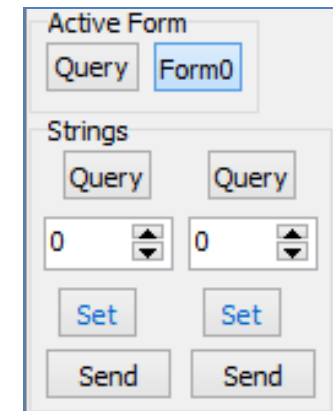 Active Form
Query Form0
Strings
Query Query
0 0
Set Set
Send Send